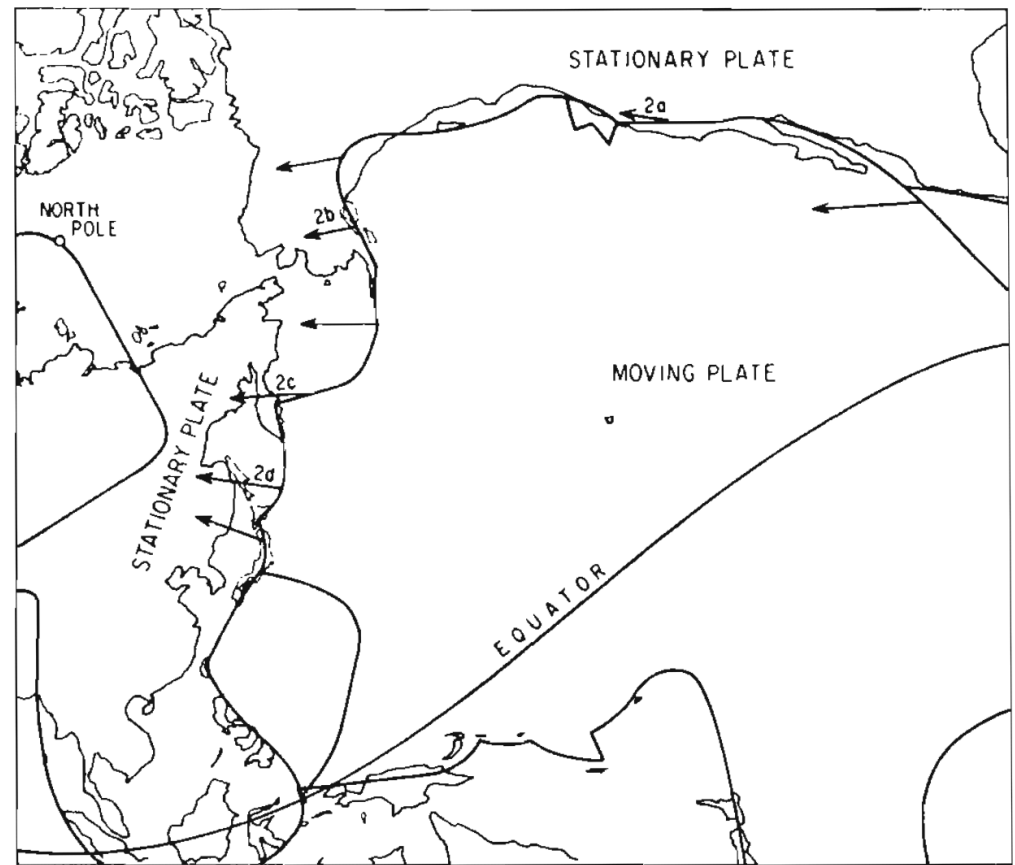 STATIONARY PLATE
2a
NORTH
POLE
2b
MOVING PLATE
2c
STATIONARY PLATE
2d
EQUATOR